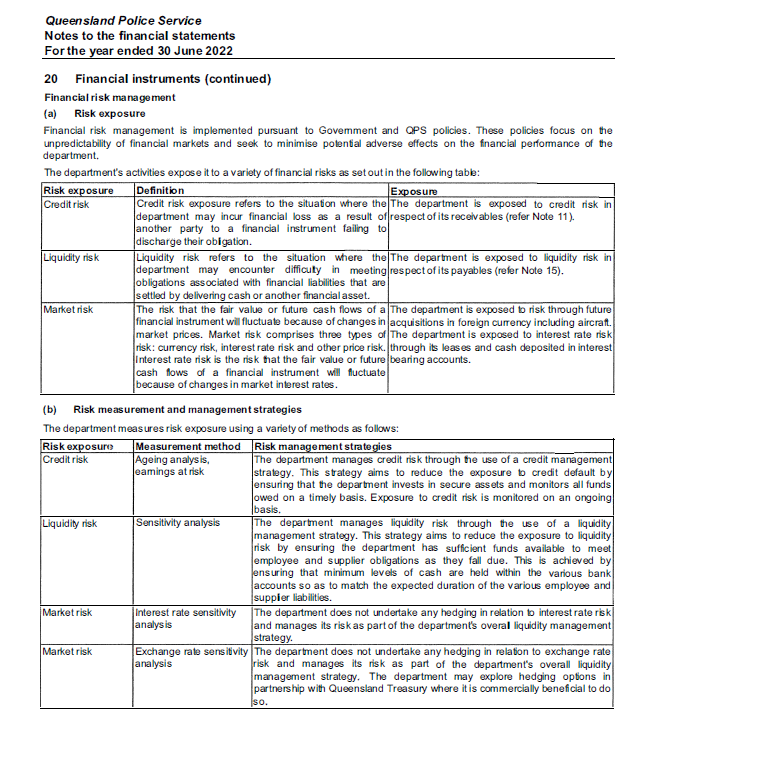 Queensland Police Service
Notes to the financial statements
For the year ended 30 June 2022
20 Financial instruments (continued)
Financial risk management
(a) Risk exposure
Financial risk management is implemented pursuant to Government and QPS policies. These policies focus on the
unpredictability of financial markets and seek to minimise potential adverse effects on the financial performance of the
department.
The department's activities expose it to a variety of financial risks as set out in the following table:
Risk exposure Definition Exposure
Credit risk
Credit risk exposure refers to the situation where the
department may incur financial loss as a result of
another party to a financial instrument failing to
discharge their obligation.
The department is exposed to credit risk in
respect of its receivables (refer Note 11).
Liquidity risk
Liquidity risk refers to the situation where the
department may encounter difficulty in meeting
obligations associated with financial liabilities that are
settled by delivering cash or another financial asset.
The department is exposed to liquidity risk in
respect of its payables (refer Note 15).
Market risk
The risk that the fair value or future cash flows of a
financial instrument will fluctuate because of changes in
market prices. Market risk comprises three types of
risk: currency risk, interest rate risk and other price risk.
Interest rate risk is the risk that the fair value or future
cash flows of a financial instrument will fluctuate
because of changes in market interest rates.
The department is exposed to risk through future
acquisitions in foreign currency including aircraft.
The department is exposed to interest rate risk
through its leases and cash deposited in interest
bearing accounts.
(b) Risk measurement and management strategies
The department measures risk exposure using a variety of methods as follows:
Risk exposure Measurement method Risk management strategies
Credit risk
Ageing analysis,
earnings at risk
The department manages credit risk through the use of a credit management
strategy. This strategy aims to reduce the exposure to credit default by
ensuring that the department invests in secure assets and monitors all funds
owed on a timely basis. Exposure to credit risk is monitored on an ongoing
basis.
Liquidity risk
Sensitivity analysis
The department manages liquidity risk through the use of a liquidity
management strategy. This strategy aims to reduce the exposure to liquidity
risk by ensuring the department has sufficient funds available to meet
employee and supplier obligations as they fall due. This is achieved by
ensuring that minimum levels of cash are held within the various bank
accounts so as to match the expected duration of the various employee and
supplier liabilities.
Market risk
Interest rate sensitivity
analysis
The department does not undertake any hedging in relation to interest rate risk
and manages its risk as part of the department's overall liquidity management
strategy.
Market risk
Exchange rate sensitivity
analysis
The department does not undertake any hedging in relation to exchange rate
risk and manages its risk as part of the department's overall liquidity
management strategy. The department may explore hedging options in
partnership with Queensland Treasury where it is commercially beneficial to do
so.